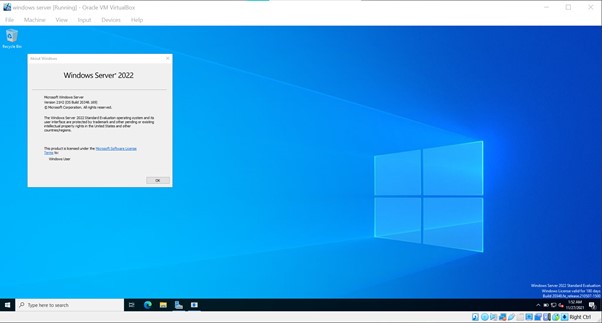 windows server [Running] - Oracle VM VirtualBox
File Machine View Input Devices Help
Recycle Bin
About Windows
Windows Server 2022
Microsoft Windows Server
Version 21H2 (OS Build 20348.169)
© Microsoft Corporation. All rights reserved.
The Windows Server 2022 Standard Evaluation operating system and its
user interface are protected by trademark and other pending or existing
intellectual property rights in the United States and other
countries/regions.
This product is licensed under the Microsoft Software License
Terms to:
Windows User
OK
Windows Server 2022 Standard Evaluation
Windows License valid for 180 days
Build 20348.fe_release.210507-1500
Type here to search
1:52 AM
11/27/2021
Right Ctrl